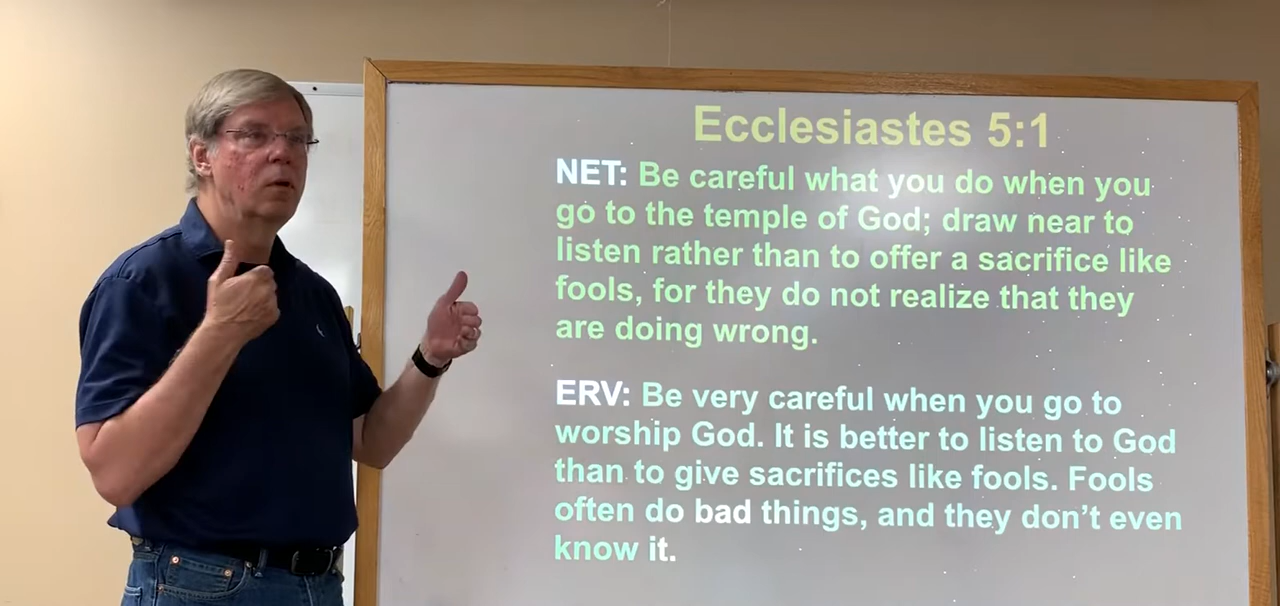 Ecclesiastes 5:1
NET: Be careful what you do when you
go to the temple of God; draw near to
listen rather than to offer a sacrifice like
fools, for they do not realize that they
are doing wrong.
ERV: Be very careful when you go to
worship God. It is better to listen to God
than to give sacrifices like fools. Fools
often do bad things, and they don’t even
know it.